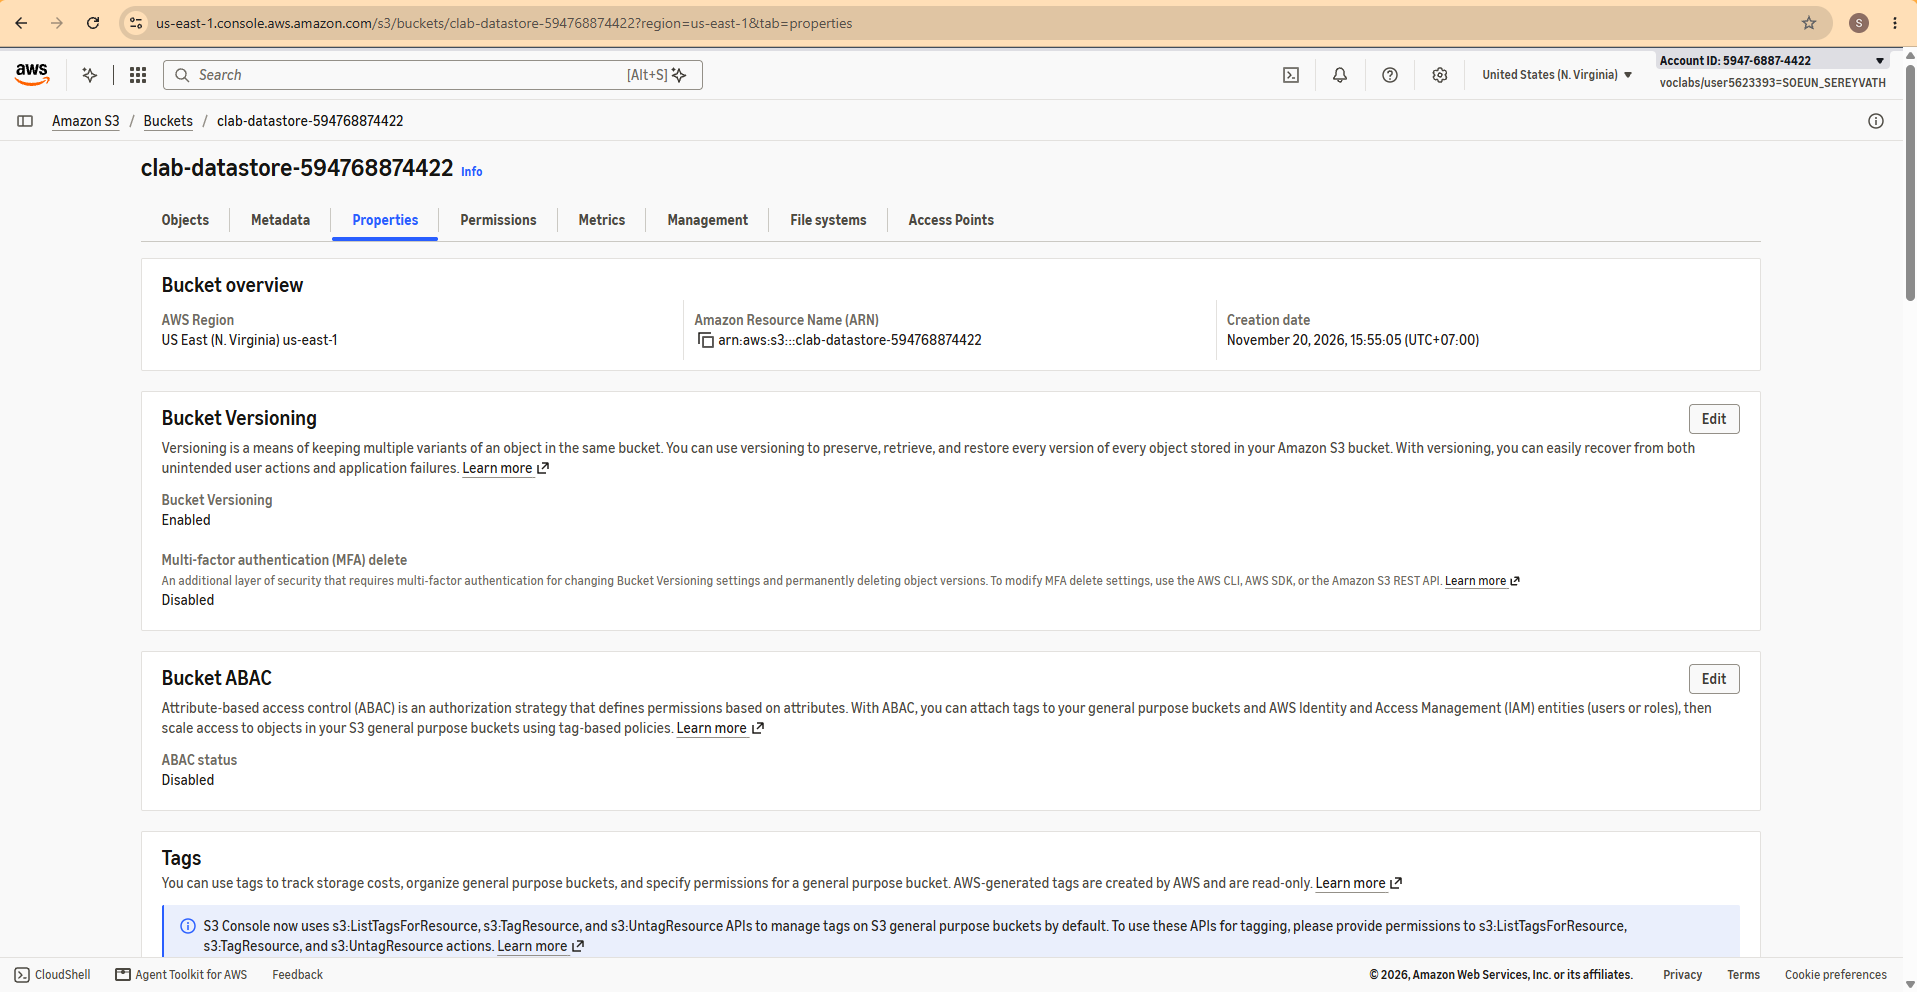 us-east-1.console.aws.amazon.com/s3/buckets/clab-datastore-594768874422?region=us-east-1&tab=properties
S
aws
Search
[Alt+S]
United States (N. Virginia)
Account ID: 5947-6887-4422
voclabs/user5623393=SOEUN_SEREYVATH
Amazon S3 / Buckets / clab-datastore-594768874422
clab-datastore-594768874422 Info
Objects
Metadata
Properties
Permissions
Metrics
Management
File systems
Access Points
Bucket overview
AWS Region
US East (N. Virginia) us-east-1
Amazon Resource Name (ARN)
arn:aws:s3:::clab-datastore-594768874422
Creation date
November 20, 2026, 15:55:05 (UTC+07:00)
Bucket Versioning
Edit
Versioning is a means of keeping multiple variants of an object in the same bucket. You can use versioning to preserve, retrieve, and restore every version of every object stored in your Amazon S3 bucket. With versioning, you can easily recover from both
unintended user actions and application failures. Learn more
Bucket Versioning
Enabled
Multi-factor authentication (MFA) delete
An additional layer of security that requires multi-factor authentication for changing Bucket Versioning settings and permanently deleting object versions. To modify MFA delete settings, use the AWS CLI, AWS SDK, or the Amazon S3 REST API. Learn more
Disabled
Bucket ABAC
Edit
Attribute-based access control (ABAC) is an authorization strategy that defines permissions based on attributes. With ABAC, you can attach tags to your general purpose buckets and AWS Identity and Access Management (IAM) entities (users or roles), then
scale access to objects in your S3 general purpose buckets using tag-based policies. Learn more
ABAC status
Disabled
Tags
You can use tags to track storage costs, organize general purpose buckets, and specify permissions for a general purpose bucket. AWS-generated tags are created by AWS and are read-only. Learn more
S3 Console now uses s3:ListTagsForResource, s3:TagResource, and s3:UntagResource APIs to manage tags on S3 general purpose buckets by default. To use these APIs for tagging, please provide permissions to s3:ListTagsForResource,
s3:TagResource, and s3:UntagResource actions. Learn more
CloudShell
Agent Toolkit for AWS
Feedback
© 2026, Amazon Web Services, Inc. or its affiliates.
Privacy
Terms
Cookie preferences